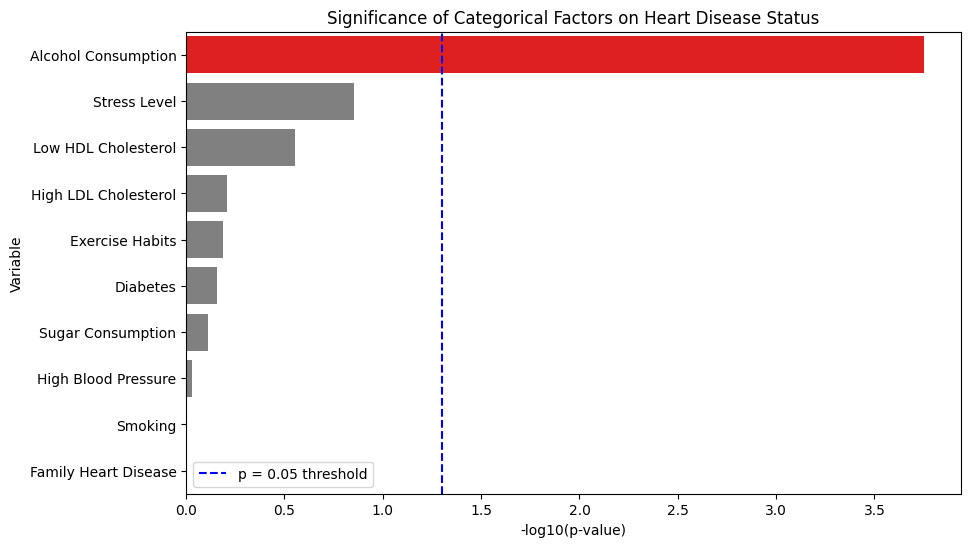 Significance of Categorical Factors on Heart Disease Status
Variable
Alcohol Consumption
Stress Level
Low HDL Cholesterol
High LDL Cholesterol
Exercise Habits
Diabetes
Sugar Consumption
High Blood Pressure
Smoking
Family Heart Disease
p = 0.05 threshold
0.0 0.5 1.0 1.5 2.0 2.5 3.0 3.5
-log10(p-value)